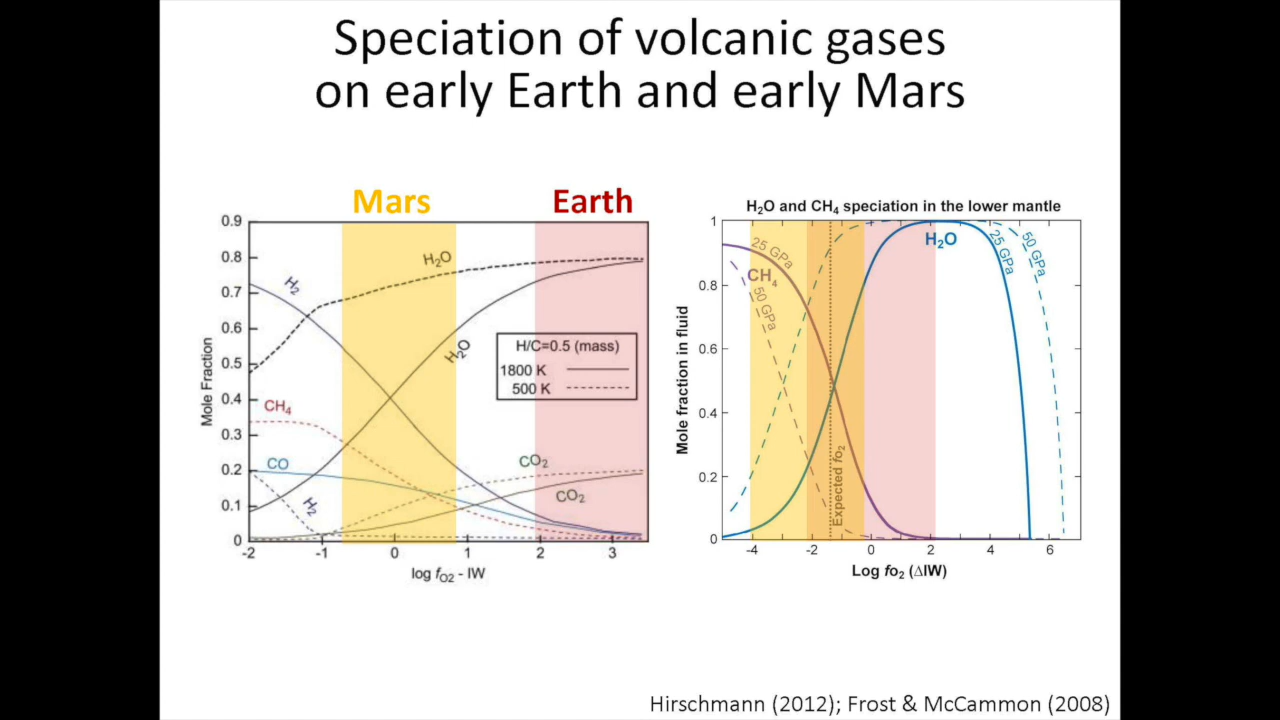 Speciation of volcanic gases
on early Earth and early Mars
Mars
Earth
0.9
0.8
0.7
0.6
0.5
0.4
0.3
0.2
0.1
0
Mole Fraction
H₂
H₂O
H₂O
CH₄
CO
H₂
CO₂
CO₂
H/C=0.5 (mass)
1800 K
500 K
-2
-1
0
1
2
3
log fO2 - IW
H₂O and CH₄ speciation in the lower mantle
1
0.8
0.6
0.4
0.2
0
Mole fraction in fluid
25 GPa
CH₄
50 GPa
H₂O
25 GPa
50 GPa
Expected fo₂
-4
-2
0
2
4
6
Log fo₂ (ΔIW)
Hirschmann (2012); Frost & McCammon (2008)